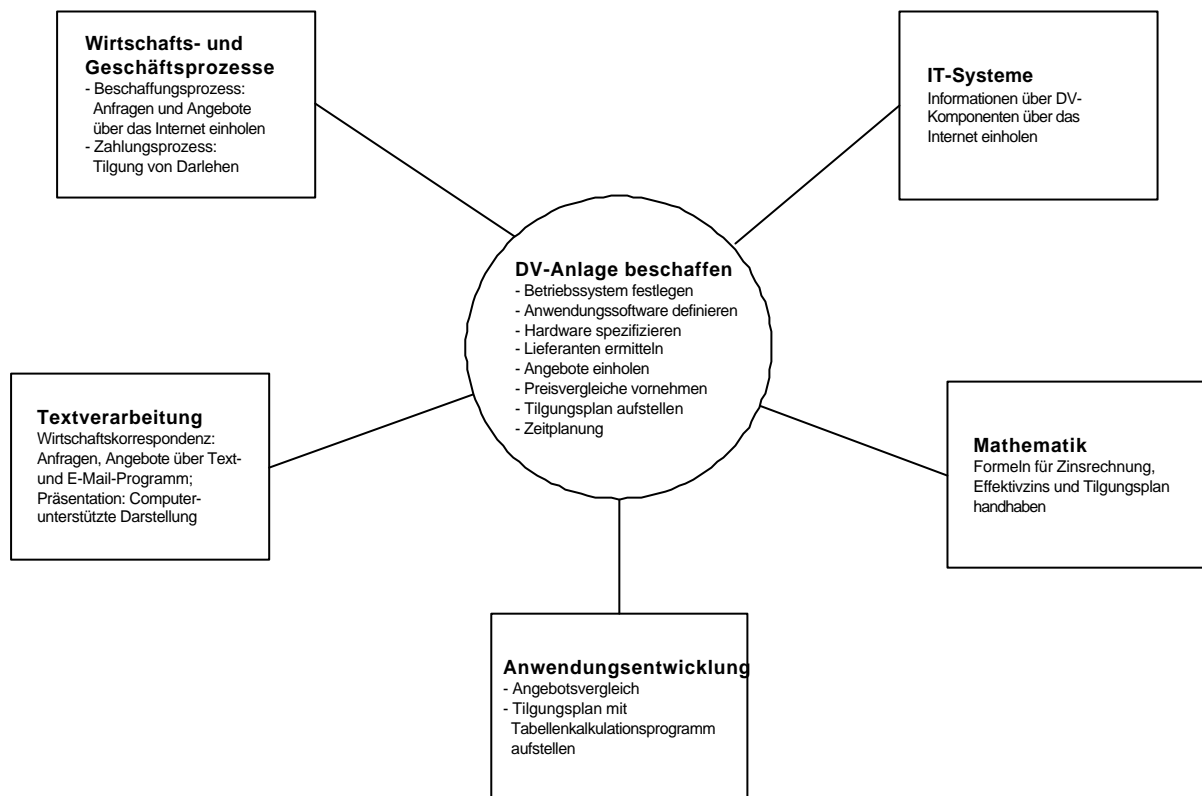 Wirtschafts- und
Geschäftsprozesse
- Beschaffungsprozess:
Anfragen und Angebote
über das Internet einholen
- Zahlungsprozess:
Tilgung von Darlehen
IT-Systeme
Informationen über DV-
Komponenten über das
Internet einholen
DV-Anlage beschaffen
- Betriebssystem festlegen
- Anwendungssoftware definieren
- Hardware spezifizieren
- Lieferanten ermitteln
- Angebote einholen
- Preisvergleiche vornehmen
- Tilgungsplan aufstellen
- Zeitplanung
Textverarbeitung
Wirtschaftskorrespondenz:
Anfragen, Angebote über Text-
und E-Mail-Programm;
Präsentation: Computer-
unterstützte Darstellung
Mathematik
Formeln für Zinsrechnung,
Effektivzins und Tilgungsplan
handhaben
Anwendungsentwicklung
- Angebotsvergleich
- Tilgungsplan mit
Tabellenkalkulationsprogramm
aufstellen